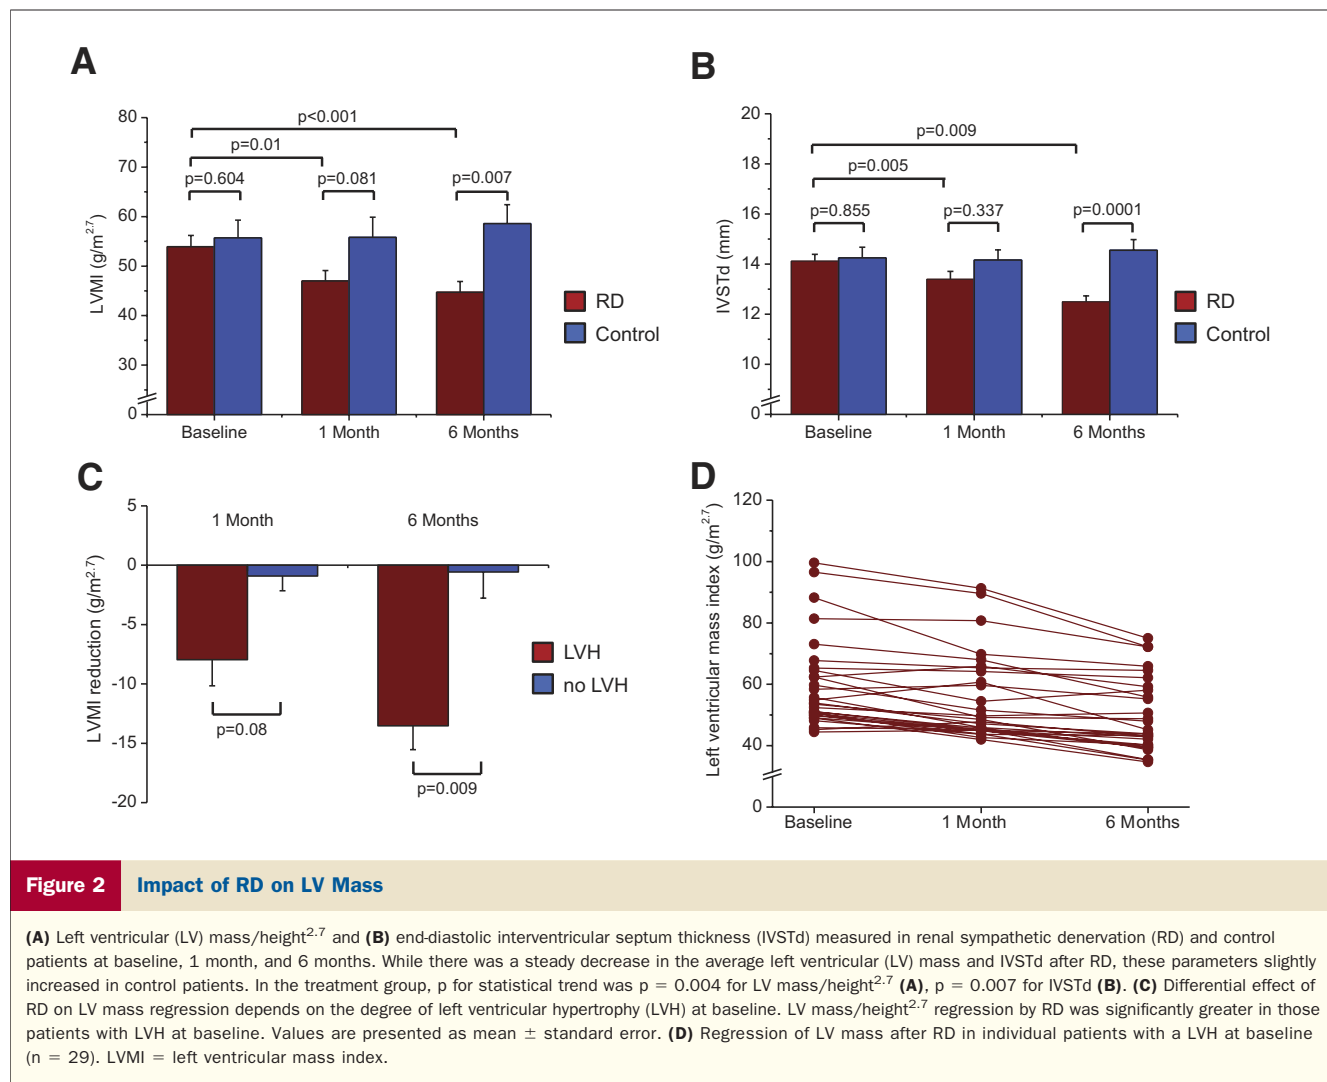 A
80
70
60
50
40
30
0
LVMI (g/m2.7)
p<0.001
p=0.01
p=0.604
p=0.081
p=0.007
Baseline
1 Month
6 Months
RD
Control
B
20
18
16
14
12
10
0
IVSTd (mm)
p=0.009
p=0.005
p=0.855
p=0.337
p=0.0001
Baseline
1 Month
6 Months
RD
Control
C
5
0
-5
-10
-15
-20
LVMI reduction (g/m2.7)
1 Month
6 Months
p=0.08
p=0.009
LVH
no LVH
D
120
100
80
60
40
0
Left ventricular mass index (g/m2.7)
Baseline
1 Month
6 Months
Figure 2 Impact of RD on LV Mass
(A) Left ventricular (LV) mass/height2.7 and (B) end-diastolic interventricular septum thickness (IVSTd) measured in renal sympathetic denervation (RD) and control
patients at baseline, 1 month, and 6 months. While there was a steady decrease in the average left ventricular (LV) mass and IVSTd after RD, these parameters slightly
increased in control patients. In the treatment group, p for statistical trend was p = 0.004 for LV mass/height2.7 (A), p = 0.007 for IVSTd (B). (C) Differential effect of
RD on LV mass regression depends on the degree of left ventricular hypertrophy (LVH) at baseline. LV mass/height2.7 regression by RD was significantly greater in those
patients with LVH at baseline. Values are presented as mean ± standard error. (D) Regression of LV mass after RD in individual patients with a LVH at baseline
(n = 29). LVMI = left ventricular mass index.